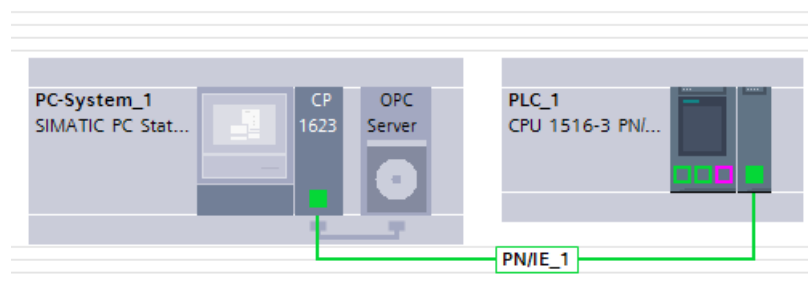 PC-System_1
SIMATIC PC Stat...
CP
1623
OPC
Server
PLC_1
CPU 1516-3 PN/...
PN/IE_1